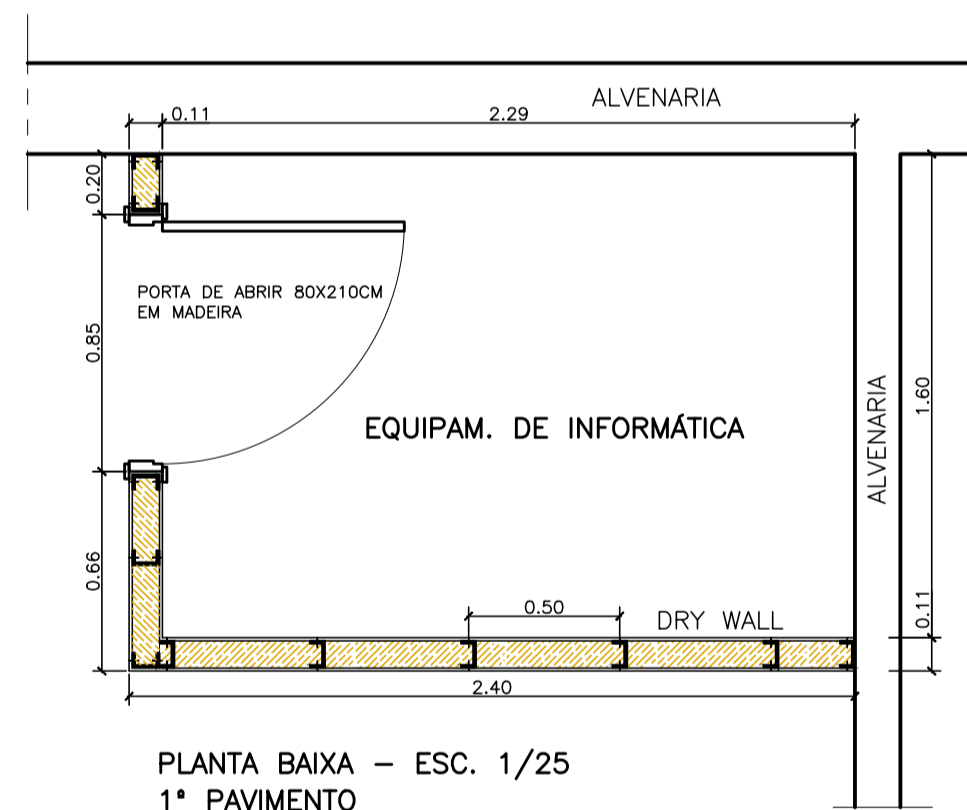 ALVENARIA
0.11
2.29
0.20
PORTA DE ABRIR 80X210CM
EM MADEIRA
0.85
1.60
ALVENARIA
EQUIPAM. DE INFORMÁTICA
0.66
0.50
DRY WALL
0.11
2.40
PLANTA BAIXA – ESC. 1/25
1º PAVIMENTO